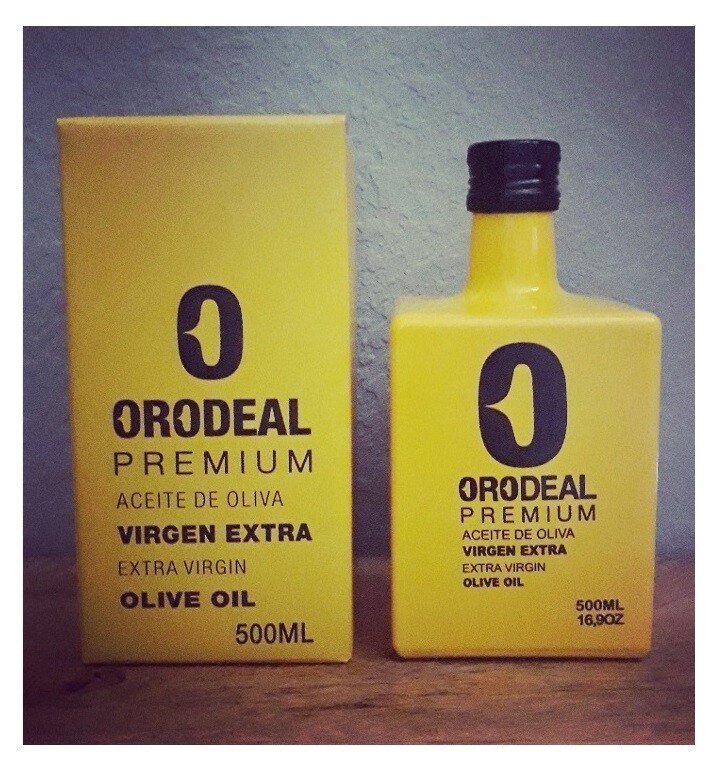 ORODEAL
PREMIUM
ACEITE DE OLIVA
VIRGEN EXTRA
EXTRA VIRGIN
OLIVE OIL
500ML
ORODEAL
PREMIUM
ACEITE DE OLIVA
VIRGEN EXTRA
EXTRA VIRGIN
OLIVE OIL
500ML
16,9OZ